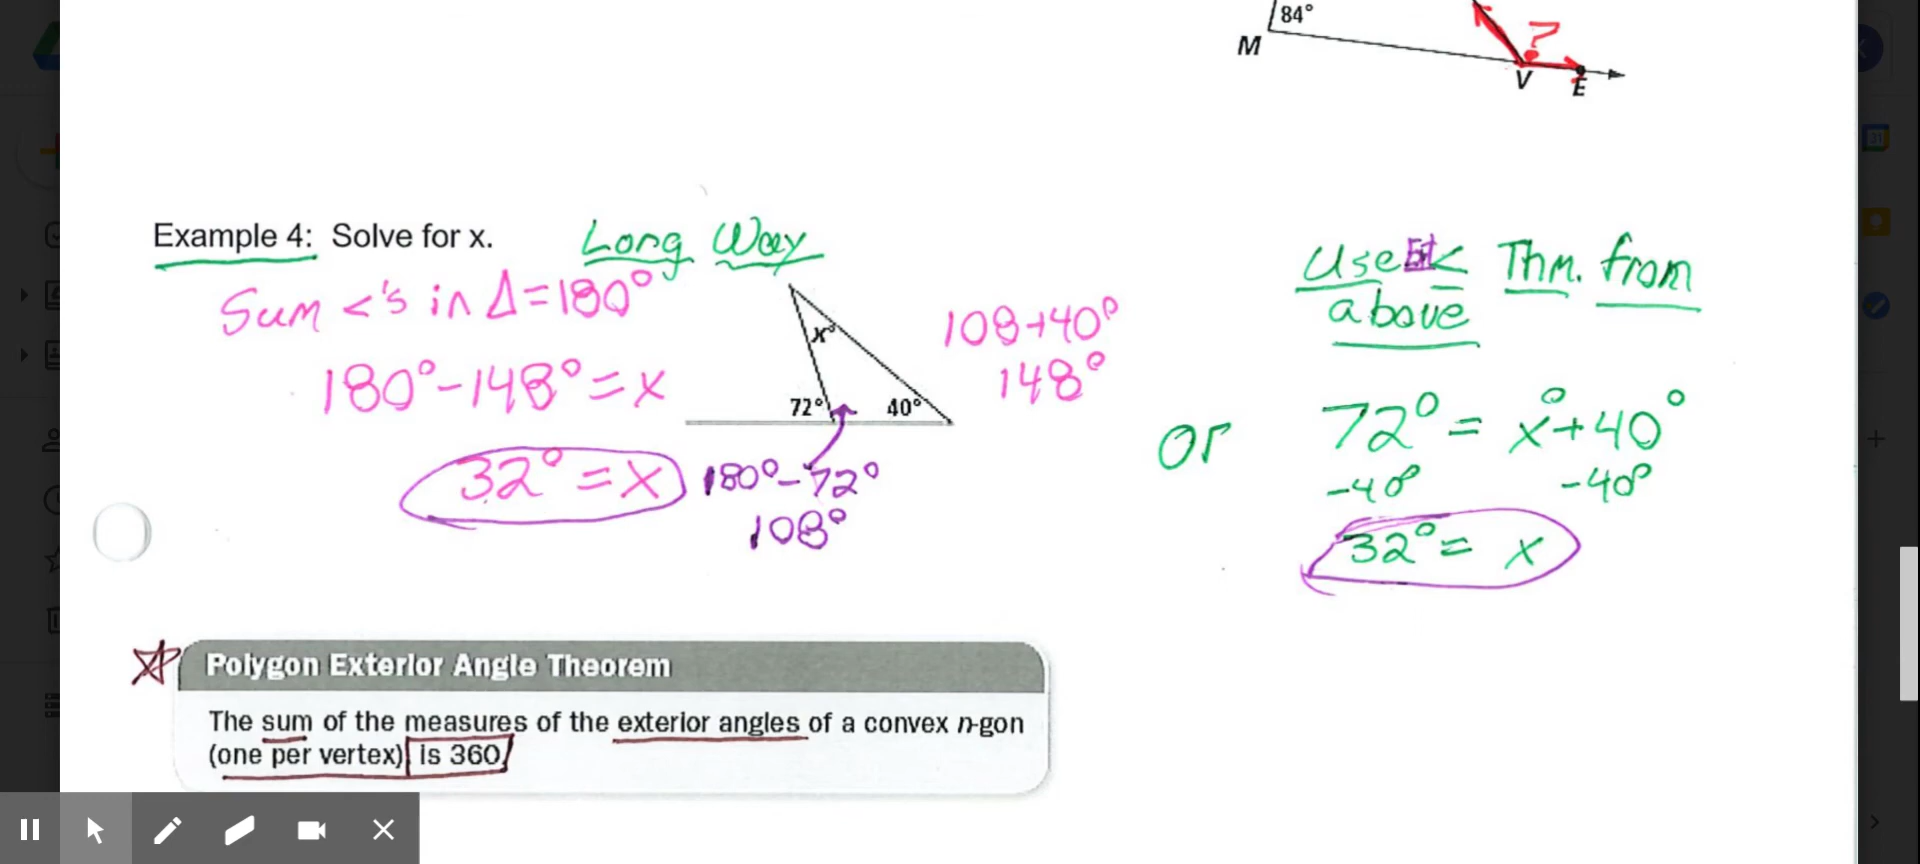 84°
M
?
V
E
Example 4: Solve for x.
Long Way
Sum <'s in Δ=180°
180°-148°=x
32°=x
x°
72°
40°
180°-72°
108°
108+40°
148°
or
Use Ext < Thm. from
above
72° = x°+40°
-40° -40°
32°= x
Polygon Exterior Angle Theorem
The sum of the measures of the exterior angles of a convex n-gon
(one per vertex) is 360.
31